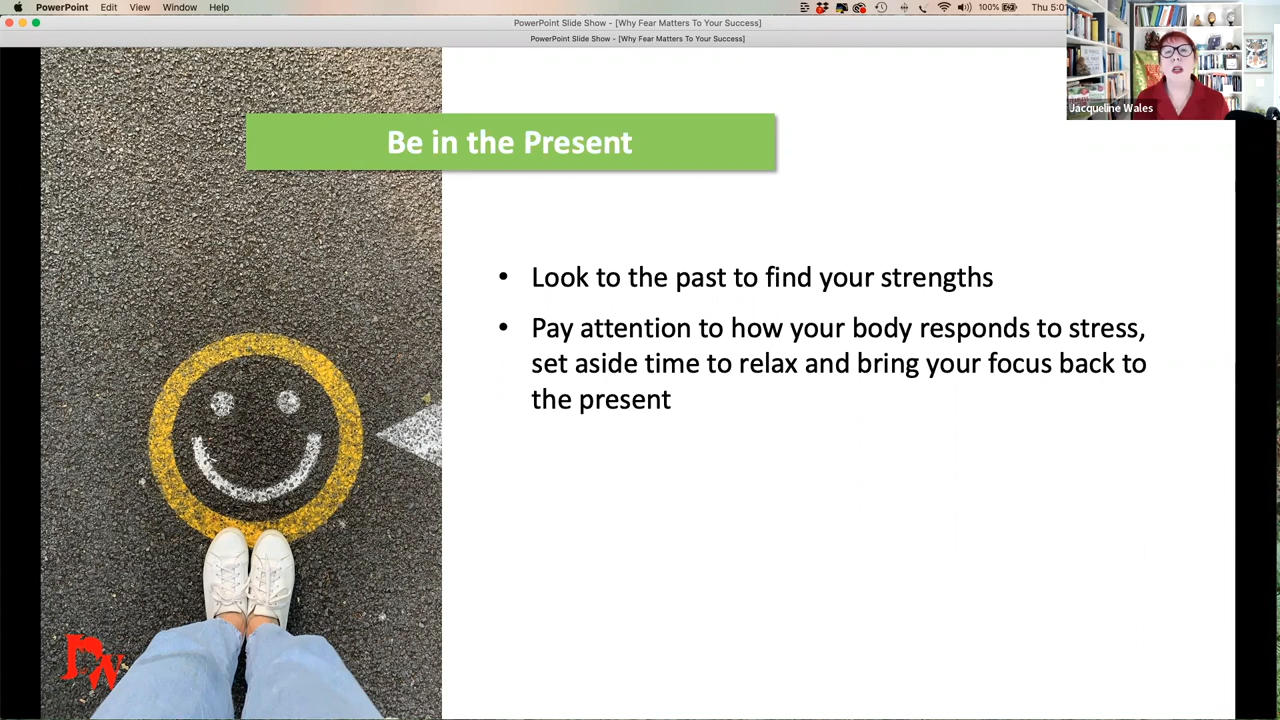 PowerPoint Edit View Window Help 100% Thu 5:0
PowerPoint Slide Show - [Why Fear Matters To Your Success]
PowerPoint Slide Show - [Why Fear Matters To Your Success]
Jacqueline Wales
Be in the Present
• Look to the past to find your strengths
• Pay attention to how your body responds to stress,
set aside time to relax and bring your focus back to
the present